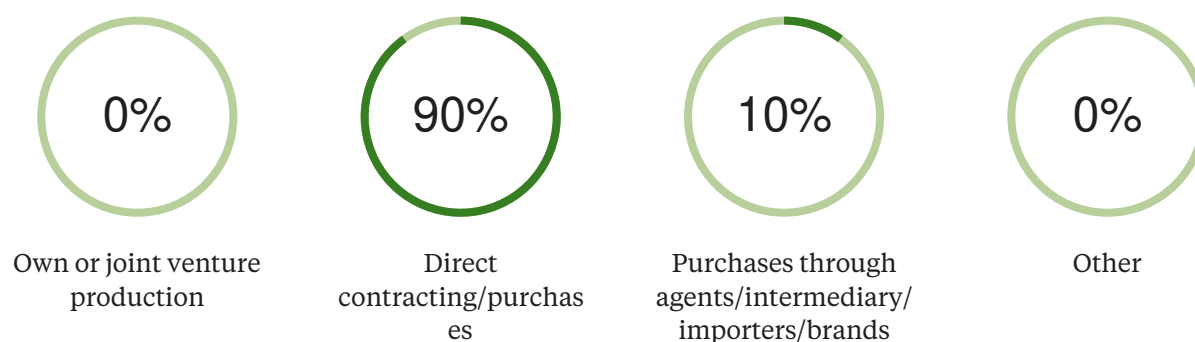 0%
90%
10%
0%
Own or joint venture
production
Direct
contracting/purchas
es
Purchases through
agents/intermediary/
importers/brands
Other